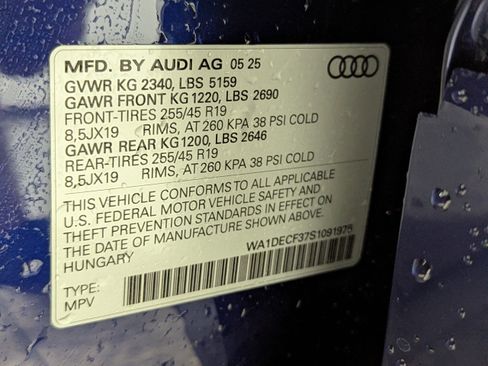 MFD. BY AUDI AG 05 25
GVWR KG 2340, LBS 5159
GAWR FRONT KG 1220, LBS 2690
FRONT-TIRES 255/45 R19
8,5JX19 RIMS, AT 260 KPA 38 PSI COLD
GAWR REAR KG 1200, LBS 2646
REAR-TIRES 255/45 R19
8,5JX19 RIMS, AT 260 KPA 38 PSI COLD
THIS VEHICLE CONFORMS TO ALL APPLICABLE
U.S. FEDERAL MOTOR VEHICLE SAFETY AND
THEFT PREVENTION STANDARDS IN EFFECT ON
THE DATE OF MANUFACTURE SHOWN ABOVE.
HUNGARY WA1DECF37S1091975
TYPE:
MPV